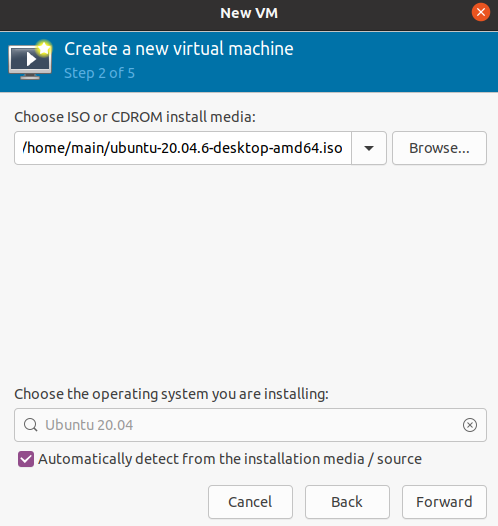 New VM
Create a new virtual machine
Step 2 of 5
Choose ISO or CDROM install media:
/home/main/ubuntu-20.04.6-desktop-amd64.iso
Browse...
Choose the operating system you are installing:
Ubuntu 20.04
Automatically detect from the installation media / source
Cancel Back Forward